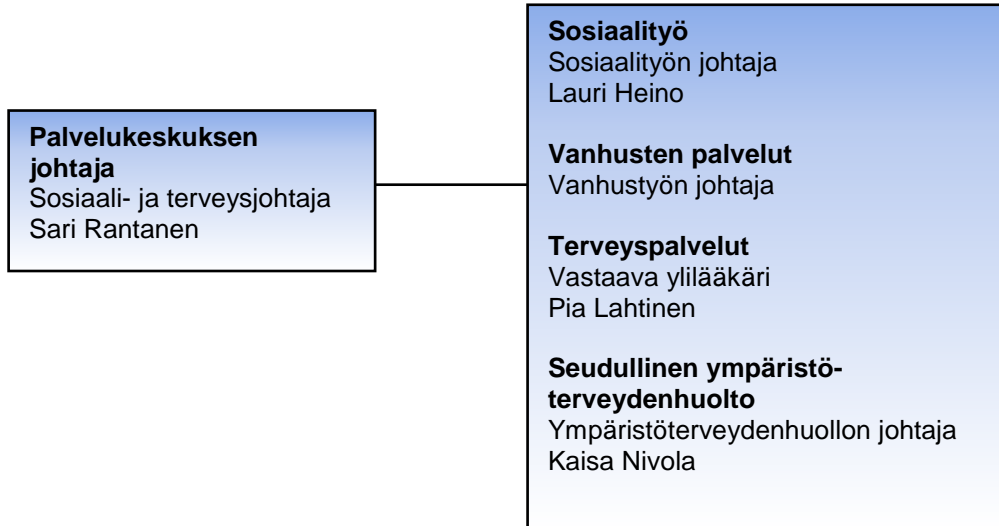 Palvelukeskuksen
johtaja
Sosiaali- ja terveysjohtaja
Sari Rantanen
Sosiaalityö
Sosiaalityön johtaja
Lauri Heino
Vanhusten palvelut
Vanhustyön johtaja
Terveyspalvelut
Vastaava ylilääkäri
Pia Lahtinen
Seudullinen ympäristö-
terveydenhuolto
Ympäristöterveydenhuollon johtaja
Kaisa Nivola